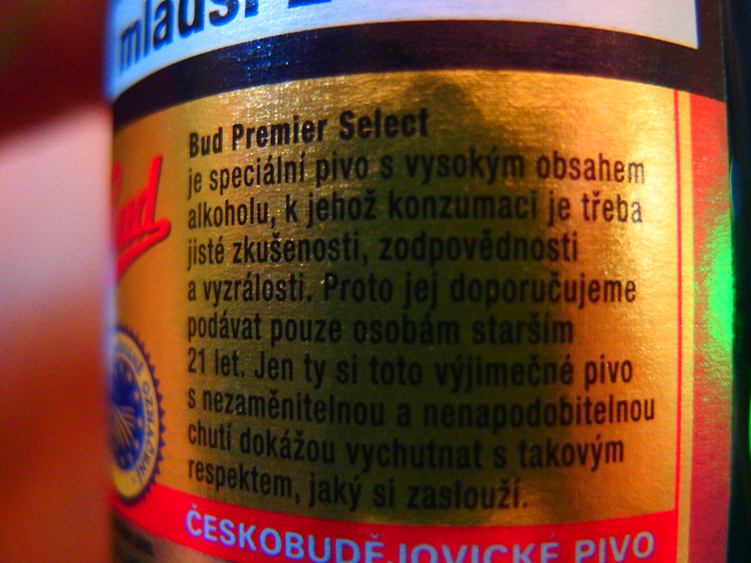 mladší
Bud Premier Select
je speciální pivo s vysokým obsahem
alkoholu, k jehož konzumaci je třeba
jisté zkušenosti, zodpovědnosti
a vyzrálosti. Proto jej doporučujeme
podávat pouze osobám starším
21 let. Jen ty si toto výjimečné pivo
s nezaměnitelnou a nenapodobitelnou
chutí dokážou vychutnat s takovým
respektem, jaký si zaslouží.
ČESKOBUDĚJOVICKÉ PIVO